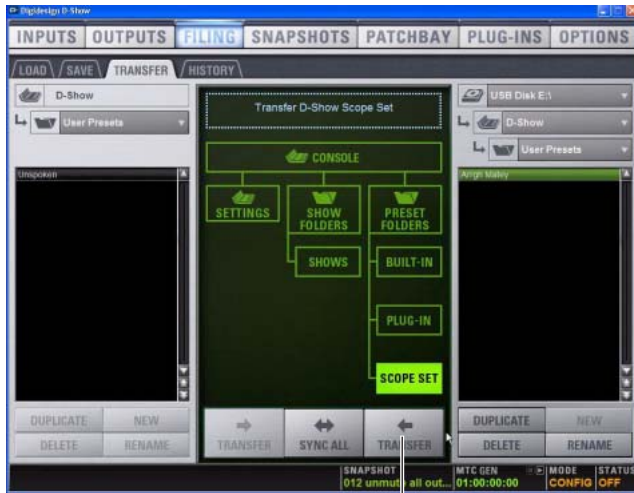 Digidesign D-Show
INPUTS OUTPUTS FILING SNAPSHOTS PATCHBAY PLUG-INS OPTIONS
LOAD SAVE TRANSFER HISTORY
D-Show
User Presets
Unspoken
Transfer D-Show Scope Set
CONSOLE
SETTINGS
SHOW FOLDERS
PRESET FOLDERS
SHOWS
BUILT-IN
PLUG-IN
SCOPE SET
USB Disk E:\
D-Show
User Presets
Arrgh Matey
DUPLICATE NEW
DELETE RENAME
TRANSFER SYNC ALL TRANSFER
DUPLICATE NEW
DELETE RENAME
SNAPSHOT
012 unmute all out...
MTC GEN
01:00:00:00
MODE
CONFIG
STATUS
OFF